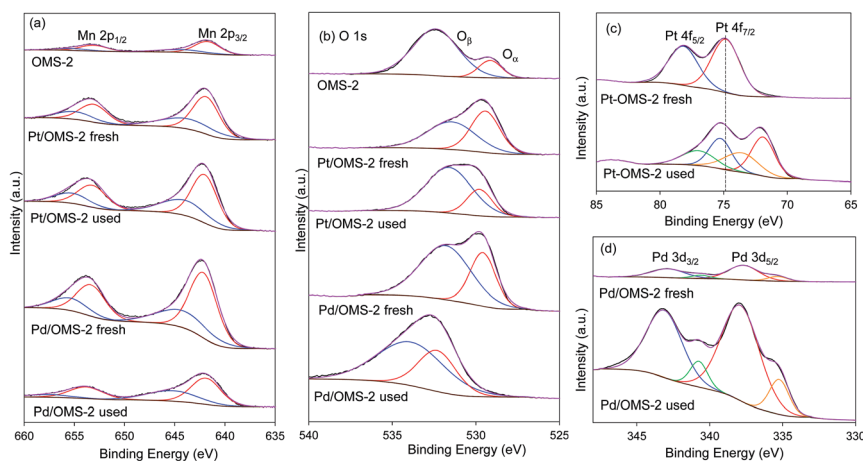 (a)
Mn 2p1/2
Mn 2p3/2
OMS-2
Pt/OMS-2 fresh
Pt/OMS-2 used
Pd/OMS-2 fresh
Pd/OMS-2 used
660 655 650 645 640 635
Binding Energy (eV)
Intensity (a.u.)
(b) O 1s
Oβ
Oα
OMS-2
Pt/OMS-2 fresh
Pt/OMS-2 used
Pd/OMS-2 fresh
Pd/OMS-2 used
540 535 530 525
Binding Energy (eV)
Intensity (a.u.)
(c)
Pt 4f5/2
Pt 4f7/2
Pt-OMS-2 fresh
Pt-OMS-2 used
85 80 75 70 65
Binding Energy (eV)
Intensity (a.u.)
(d)
Pd 3d3/2
Pd 3d5/2
Pd/OMS-2 fresh
Pd/OMS-2 used
345 340 335 330
Binding Energy (eV)
Intensity (a.u.)